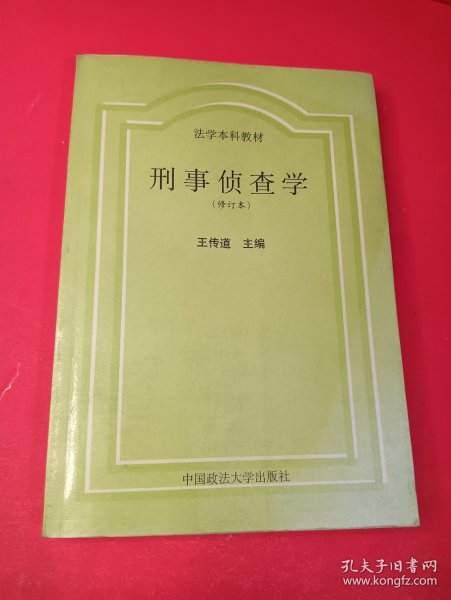 法学本科教材
刑事侦查学
(修订本)
王传道 主编
中国政法大学出版社
孔夫子旧书网
www.kongfz.com